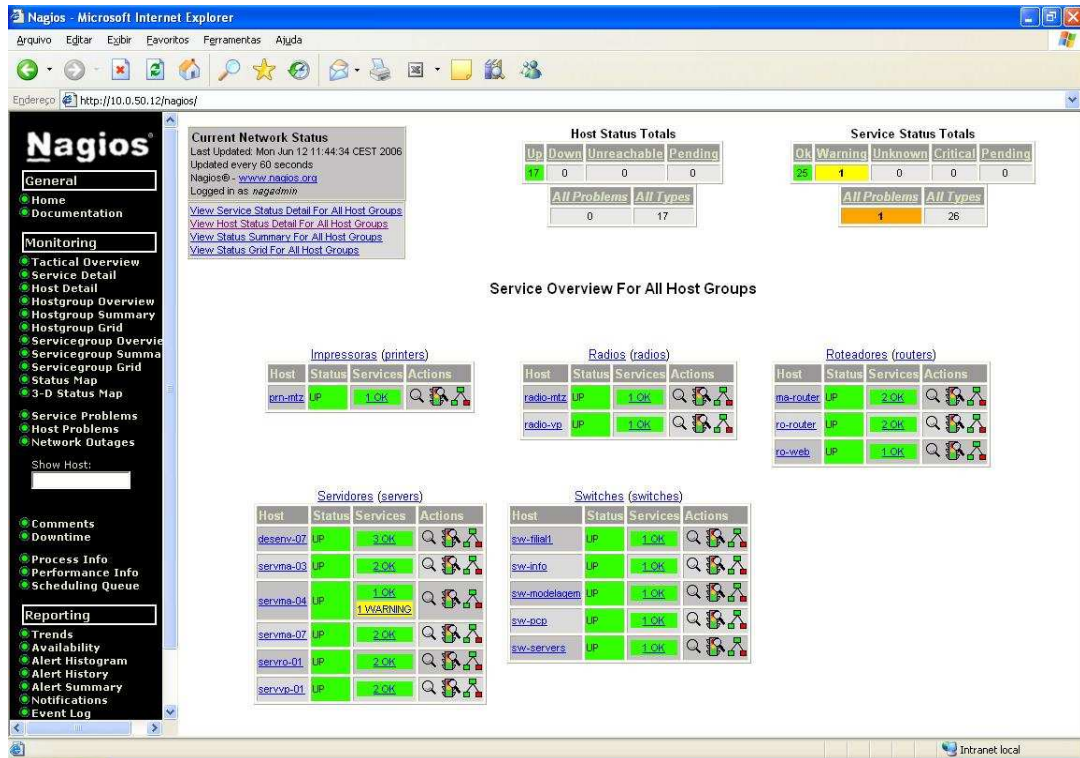 Nagios - Microsoft Internet Explorer
Arquivo Editar Exibir Favoritos Ferramentas Ajuda
Endereço http://10.0.50.12/nagios/
Nagios®
General
Home
Documentation
Monitoring
Tactical Overview
Service Detail
Host Detail
Hostgroup Overview
Hostgroup Summary
Hostgroup Grid
Servicegroup Overvie
Servicegroup Summa
Servicegroup Grid
Status Map
3-D Status Map
Service Problems
Host Problems
Network Outages
Show Host:
Comments
Downtime
Process Info
Performance Info
Scheduling Queue
Reporting
Trends
Availability
Alert Histogram
Alert History
Alert Summary
Notifications
Event Log
Current Network Status
Last Updated: Mon Jun 12 11:44:34 CEST 2006
Updated every 60 seconds
Nagios® - www.nagios.org
Logged in as nagadmin
View Service Status Detail For All Host Groups
View Host Status Detail For All Host Groups
View Status Summary For All Host Groups
View Status Grid For All Host Groups
Host Status Totals
Up Down Unreachable Pending
17 0 0 0
All Problems All Types
0 17
Service Status Totals
Ok Warning Unknown Critical Pending
25 1 0 0 0
All Problems All Types
1 26
Service Overview For All Host Groups
Impressoras (printers)
Host Status Services Actions
prn-mtz UP 1 OK
Radios (radios)
Host Status Services Actions
radio-mtz UP 1 OK
radio-vp UP 1 OK
Roteadores (routers)
Host Status Services Actions
ma-router UP 2 OK
ro-router UP 2 OK
ro-web UP 1 OK
Servidores (servers)
Host Status Services Actions
desenv-07 UP 3 OK
servma-03 UP 2 OK
servma-04 UP 1 OK
1 WARNING
servma-07 UP 2 OK
servro-01 UP 2 OK
servvp-01 UP 2 OK
Switches (switches)
Host Status Services Actions
sw-filial1 UP 1 OK
sw-info UP 1 OK
sw-modelagem UP 1 OK
sw-pcp UP 1 OK
sw-servers UP 1 OK
Intranet local